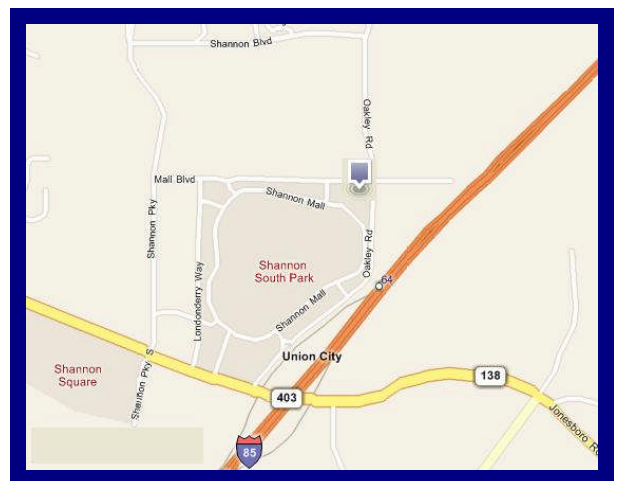 Shannon Blvd
Oakley Rd
Mall Blvd
Shannon Mall
Shannon Pky
Oakley Rd
Londonderry Way
Shannon
South Park
64
Shannon Mall
Union City
Shannon
Square
Shannon Pky S
138
403
Jonesboro Rd
85